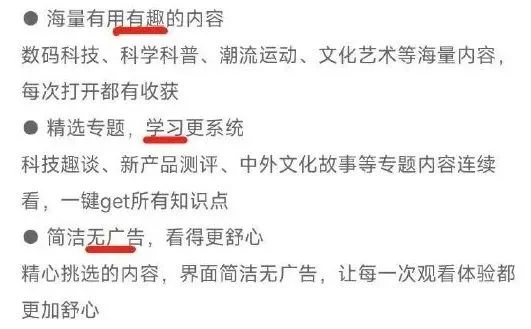 ● 海量有用有趣的内容
数码科技、科学科普、潮流运动、文化艺术等海量内容，
每次打开都有收获
● 精选专题，学习更系统
科技趣谈、新产品测评、中外文化故事等专题内容连续
看，一键get所有知识点
● 简洁无广告，看得更舒心
精心挑选的内容，界面简洁无广告，让每一次观看体验都
更加舒心